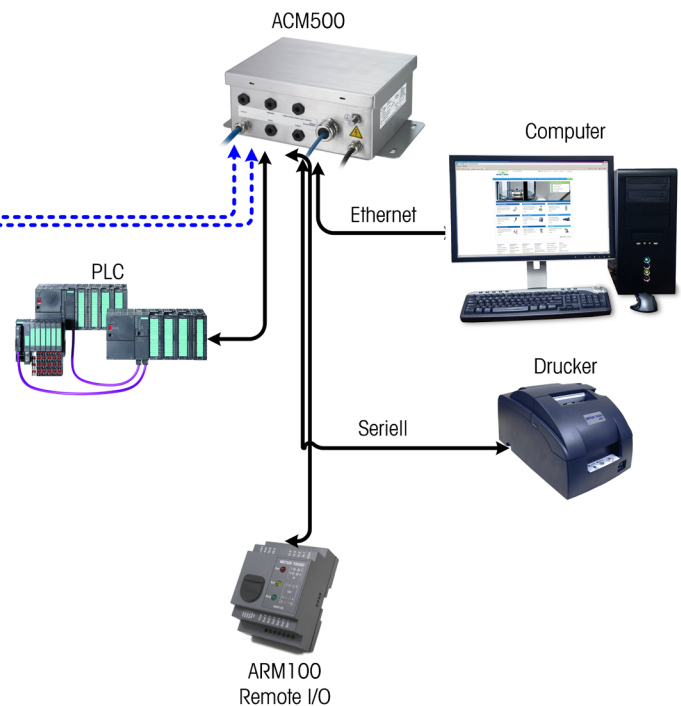 ACM500
Computer
Ethernet
PLC
Drucker
Seriell
ARM100
Remote I/O